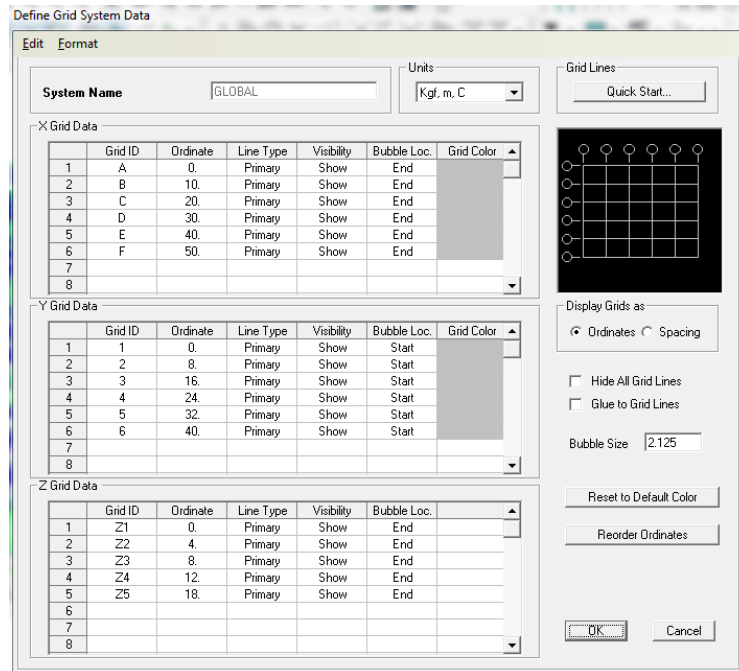 Define Grid System Data
Edit Format
System Name GLOBAL
Units
Kgf, m, C
Grid Lines
Quick Start...
X Grid Data
Grid ID Ordinate Line Type Visibility Bubble Loc. Grid Color
1 A 0. Primary Show End
2 B 10. Primary Show End
3 C 20. Primary Show End
4 D 30. Primary Show End
5 E 40. Primary Show End
6 F 50. Primary Show End
7
8
Y Grid Data
Grid ID Ordinate Line Type Visibility Bubble Loc. Grid Color
1 1 0. Primary Show Start
2 2 8. Primary Show Start
3 3 16. Primary Show Start
4 4 24. Primary Show Start
5 5 32. Primary Show Start
6 6 40. Primary Show Start
7
8
Display Grids as
Ordinates Spacing
Hide All Grid Lines
Glue to Grid Lines
Bubble Size 2.125
Z Grid Data
Grid ID Ordinate Line Type Visibility Bubble Loc.
1 Z1 0. Primary Show End
2 Z2 4. Primary Show End
3 Z3 8. Primary Show End
4 Z4 12. Primary Show End
5 Z5 18. Primary Show End
6
7
8
Reset to Default Color
Reorder Ordinates
OK Cancel